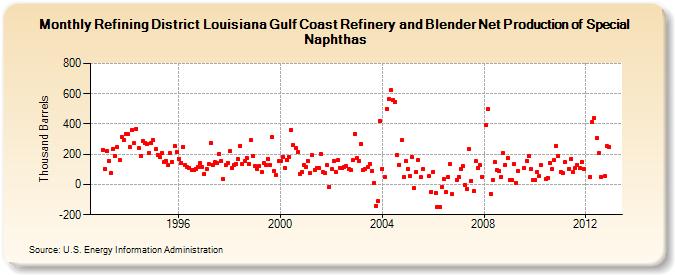 Monthly Refining District Louisiana Gulf Coast Refinery and Blender Net Production of Special
Naphthas
Thousand Barrels
800
600
400
200
0
-200
1996
2000
2004
2008
2012
Source: U.S. Energy Information Administration